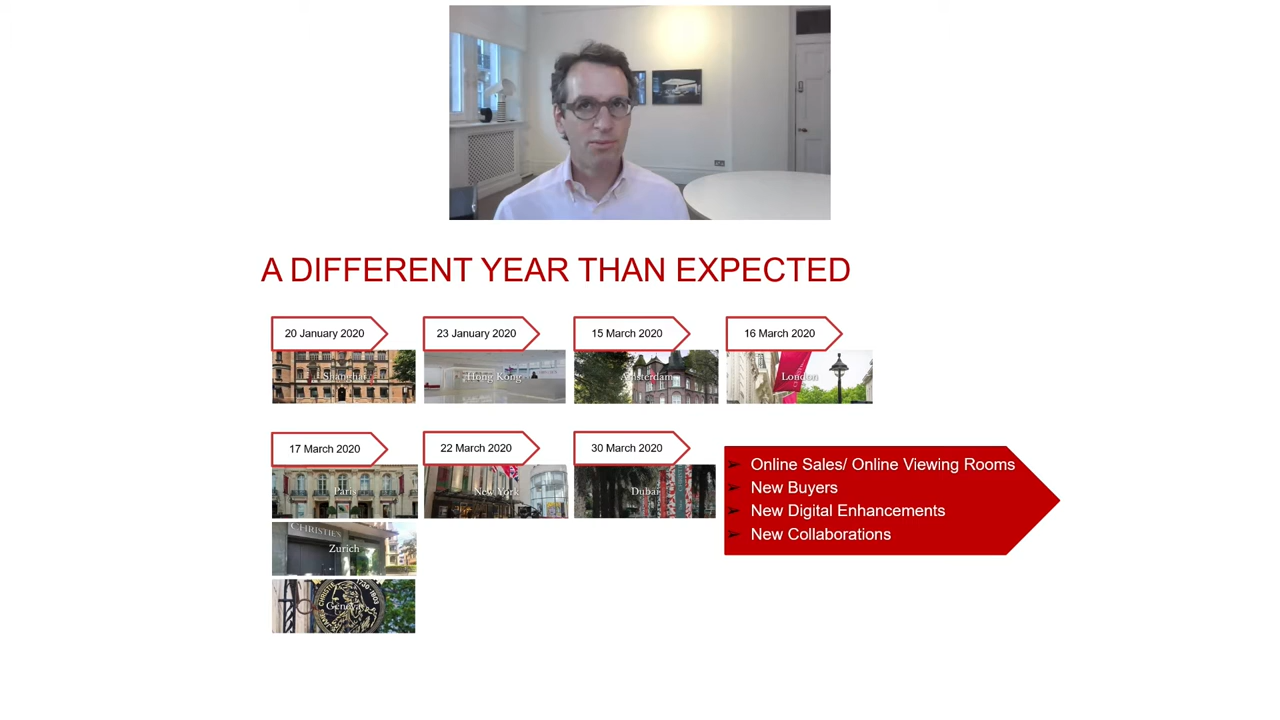 A DIFFERENT YEAR THAN EXPECTED
20 January 2020
23 January 2020
15 March 2020
16 March 2020
Shanghai
Hong Kong
Amsterdam
London
17 March 2020
22 March 2020
30 March 2020
Paris
New York
Dubai
Online Sales/ Online Viewing Rooms
New Buyers
New Digital Enhancements
New Collaborations
CHRISTIE'S
Zurich
Geneva